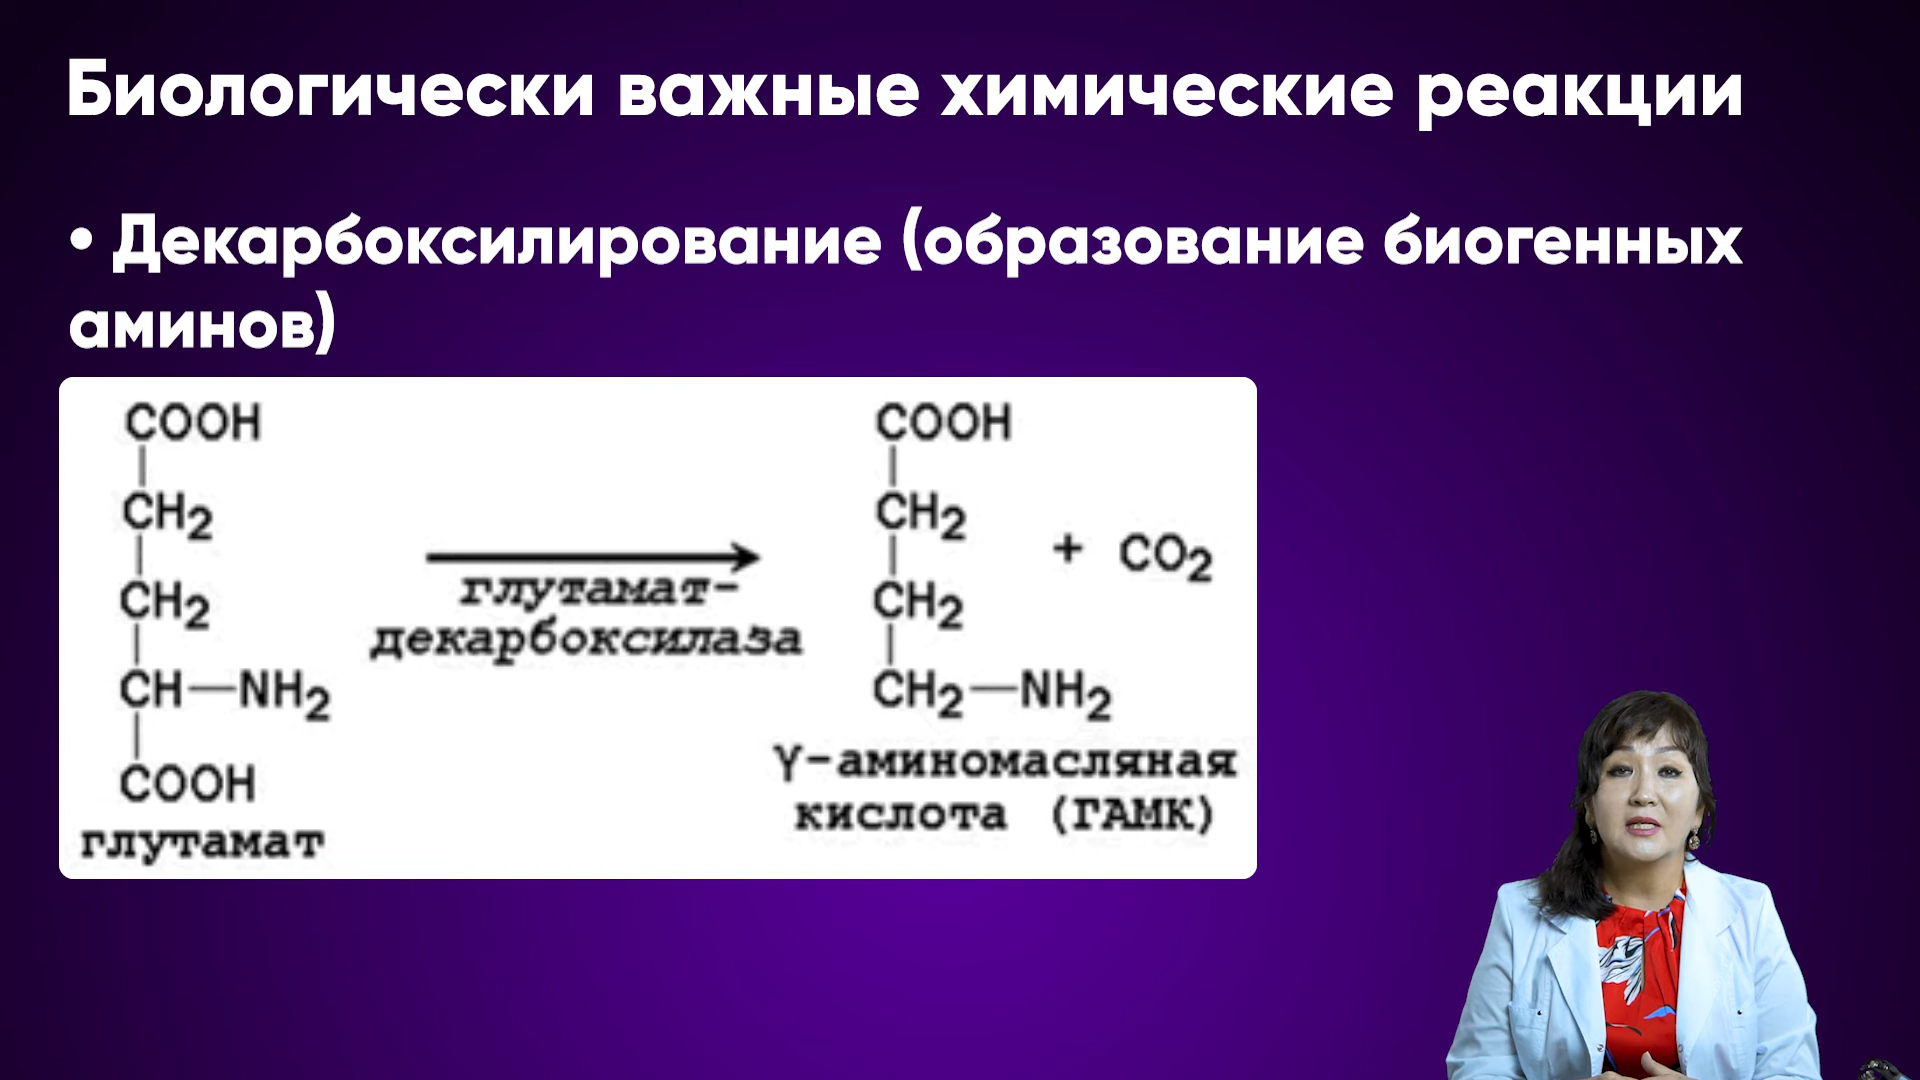 Биологически важные химические реакции
• Декарбоксилирование (образование биогенных
аминов)
COOH
CH2
CH2
CH—NH2
COOH
глутамат
глутамат-
декарбоксилаза
COOH
CH2
CH2
CH2—NH2
+ CO2
γ-аминомасляная
кислота (ГАМК)